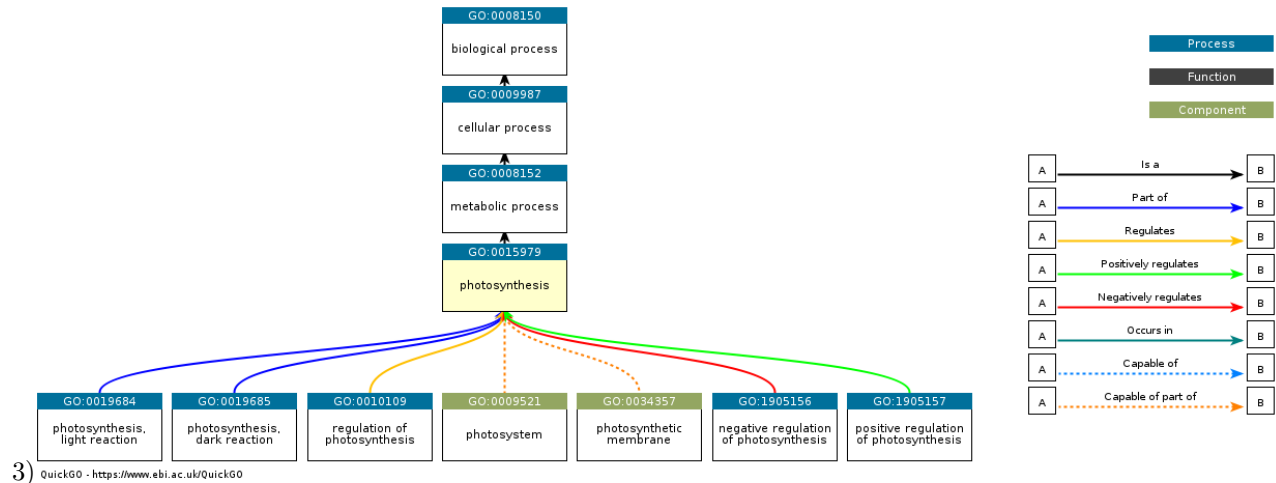 GO:0008150
biological process
GO:0009987
cellular process
GO:0008152
metabolic process
GO:0015979
photosynthesis
GO:0019684
photosynthesis,
light reaction
GO:0019685
photosynthesis,
dark reaction
GO:0010109
regulation of
photosynthesis
GO:0009521
photosystem
GO:0034357
photosynthetic
membrane
GO:1905156
negative regulation
of photosynthesis
GO:1905157
positive regulation
of photosynthesis
Process
Function
Component
A Is a B
A Part of B
A Regulates B
A Positively regulates B
A Negatively regulates B
A Occurs in B
A Capable of B
A Capable of part of B
3) QuickGO - https://www.ebi.ac.uk/QuickGO